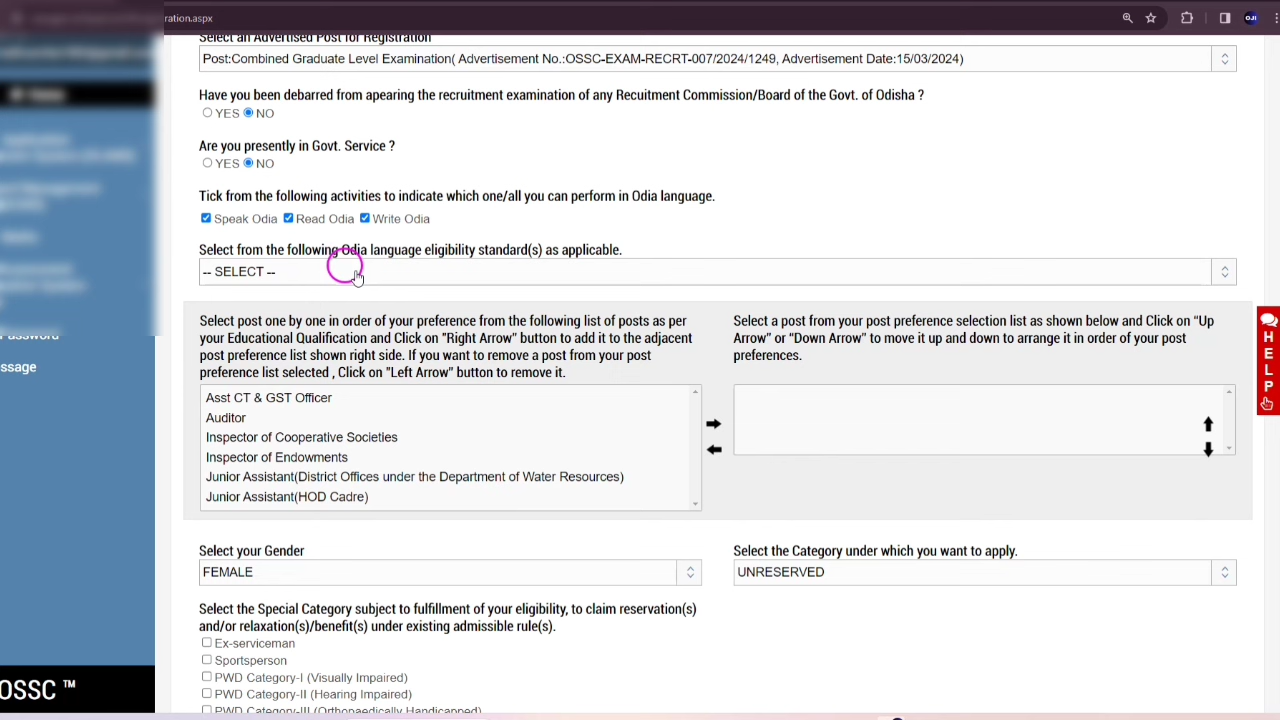 ration.aspx
OJI
Select an Advertised Post for Registration
Post:Combined Graduate Level Examination( Advertisement No.:OSSC-EXAM-RECRT-007/2024/1249, Advertisement Date:15/03/2024)
Have you been debarred from apearing the recruitment examination of any Recuitment Commission/Board of the Govt. of Odisha ?
YES NO
Are you presently in Govt. Service ?
YES NO
Tick from the following activities to indicate which one/all you can perform in Odia language.
Speak Odia Read Odia Write Odia
Select from the following Odia language eligibility standard(s) as applicable.
-- SELECT --
Select post one by one in order of your preference from the following list of posts as per
your Educational Qualification and Click on "Right Arrow" button to add it to the adjacent
post preference list shown right side. If you want to remove a post from your post
preference list selected , Click on "Left Arrow" button to remove it.
Select a post from your post preference selection list as shown below and Click on “Up
Arrow” or “Down Arrow” to move it up and down to arrange it in order of your post
preferences.
Asst CT & GST Officer
Auditor
Inspector of Cooperative Societies
Inspector of Endowments
Junior Assistant(District Offices under the Department of Water Resources)
Junior Assistant(HOD Cadre)
Select your Gender
FEMALE
Select the Category under which you want to apply.
UNRESERVED
Select the Special Category subject to fulfillment of your eligibility, to claim reservation(s)
and/or relaxation(s)/benefit(s) under existing admissible rule(s).
Ex-serviceman
Sportsperson
PWD Category-I (Visually Impaired)
PWD Category-II (Hearing Impaired)
PWD Category-III (Orthopaedically Handicapped)
ssage
OSSC ™
HELP